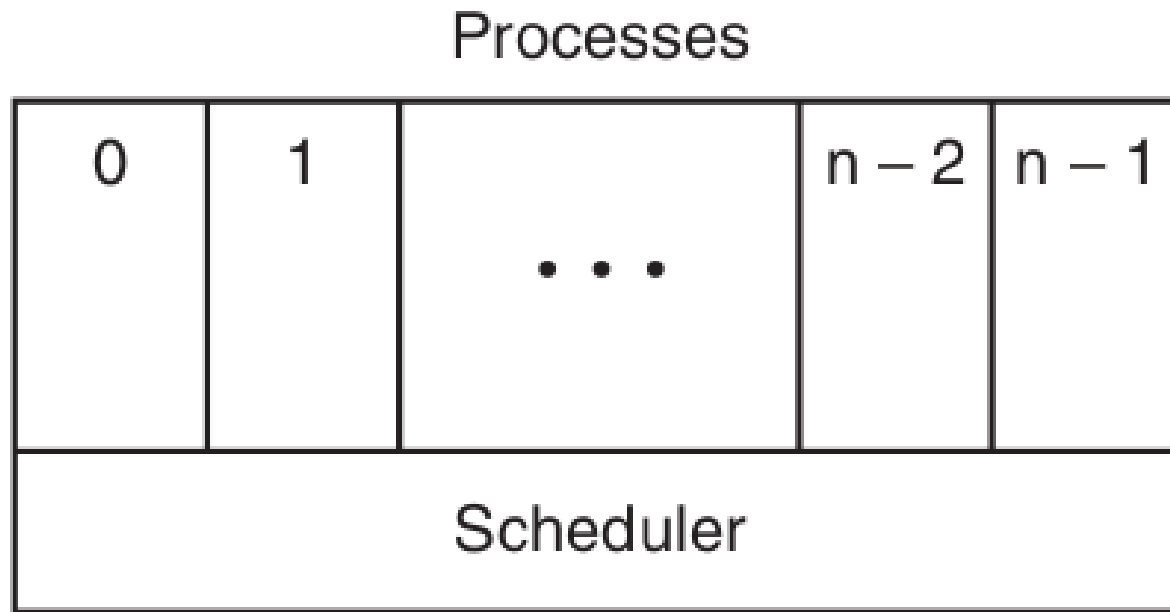 Processes
0 1 • • • n – 2 n – 1
Scheduler